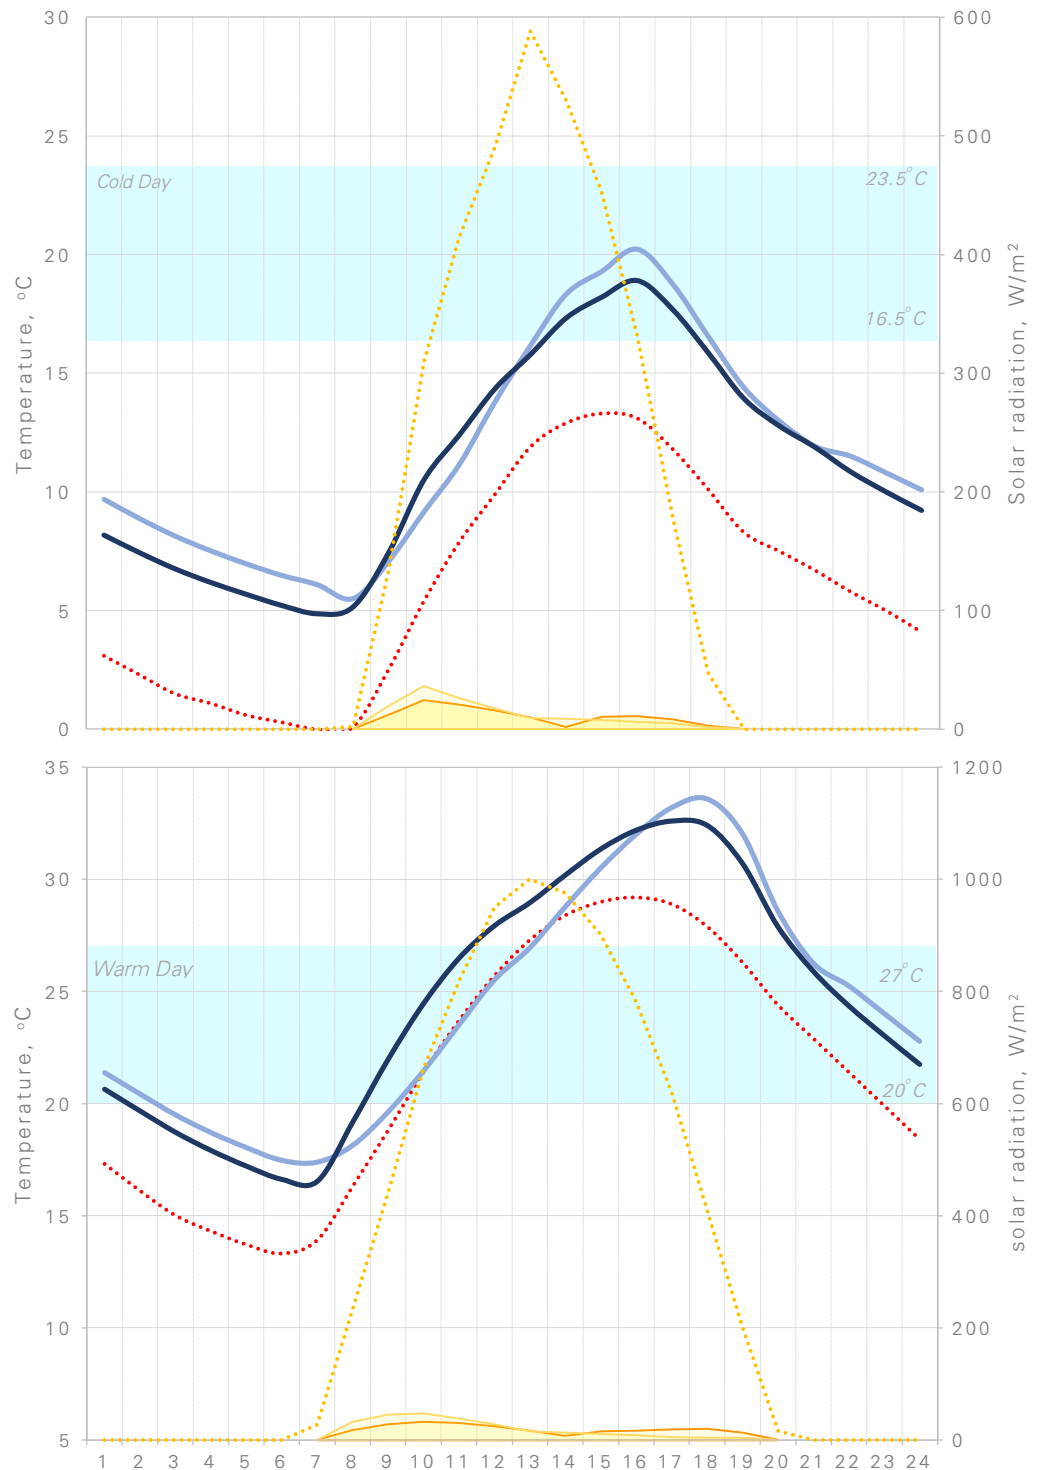 30
600
25
500
Cold Day
23.5°C
20
400
Temperature, °C
Solar radiation, W/m²
16.5°C
15
300
10
200
5
100
0
0
35
1200
30
1000
Warm Day
27°C
25
800
Temperature, °C
solar radiation, W/m²
20°C
20
600
15
400
10
200
5
0
1 2 3 4 5 6 7 8 9 10 11 12 13 14 15 16 17 18 19 20 21 22 23 24